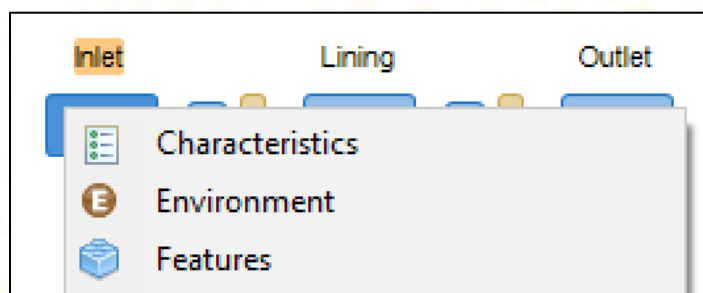 Inlet Lining Outlet
Characteristics
E Environment
Features